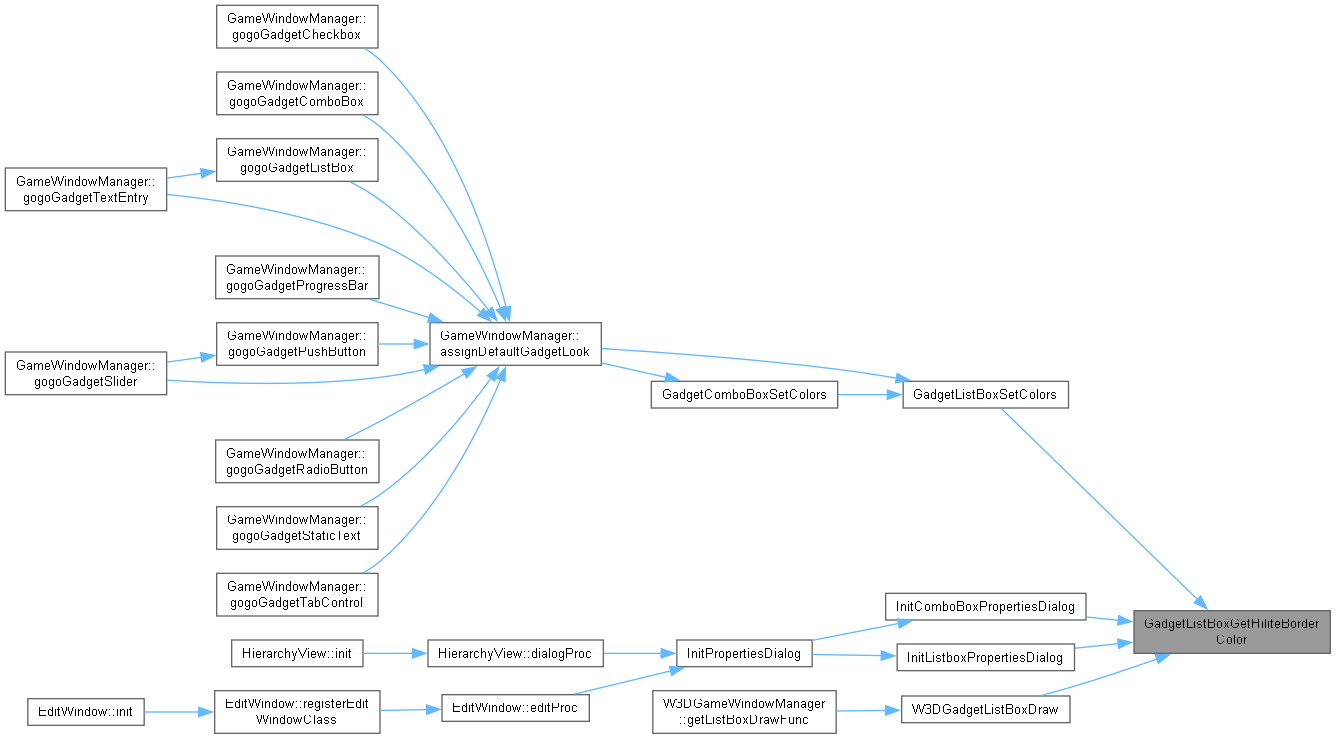 GameWindowManager::
gogoGadgetCheckbox
GameWindowManager::
gogoGadgetComboBox
GameWindowManager::
gogoGadgetListBox
GameWindowManager::
gogoGadgetTextEntry
GameWindowManager::
gogoGadgetProgressBar
GameWindowManager::
gogoGadgetPushButton
GameWindowManager::
assignDefaultGadgetLook
GameWindowManager::
gogoGadgetSlider
GadgetComboBoxSetColors
GadgetListBoxSetColors
GameWindowManager::
gogoGadgetRadioButton
GameWindowManager::
gogoGadgetStaticText
GameWindowManager::
gogoGadgetTabControl
InitComboBoxPropertiesDialog
GadgetListBoxGetHiliteBorder
Color
HierarchyView::init
HierarchyView::dialogProc
InitPropertiesDialog
InitListboxPropertiesDialog
EditWindow::init
EditWindow::registerEdit
WindowClass
EditWindow::editProc
W3DGameWindowManager
::getListBoxDrawFunc
W3DGadgetListBoxDraw